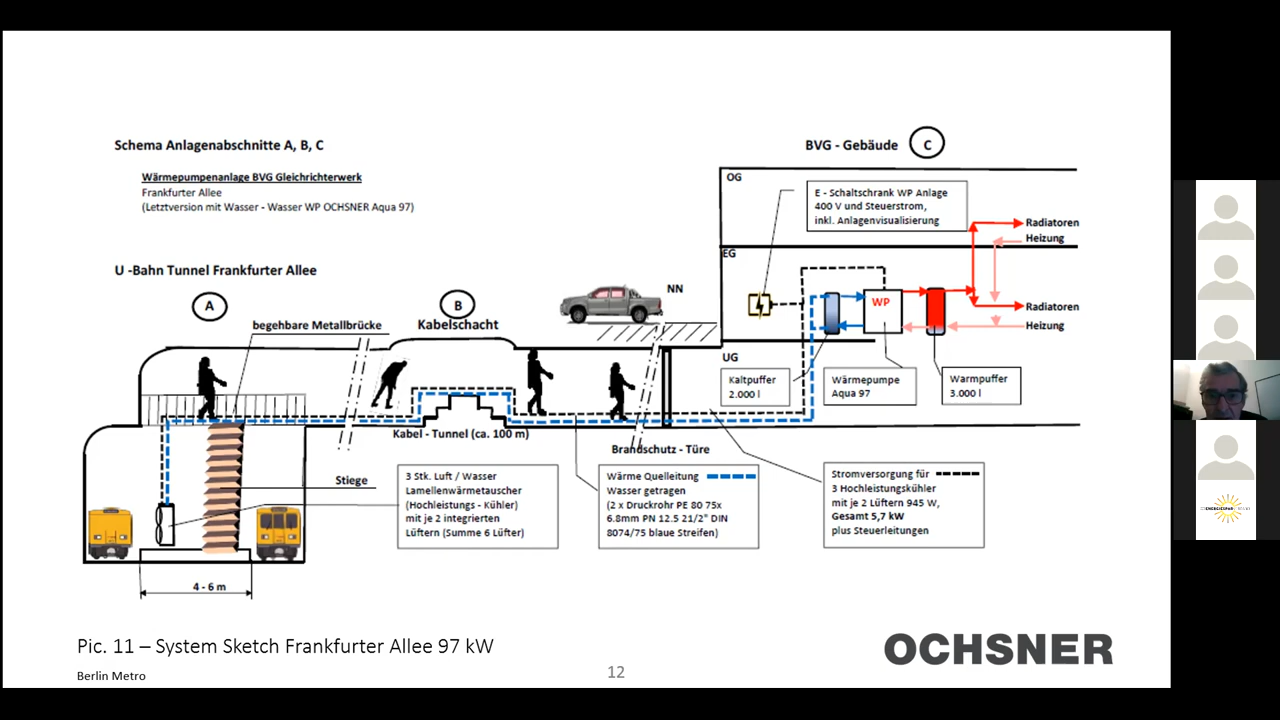 Schema Anlagenabschnitte A, B, C
Wärmepumpenanlage BVG Gleichrichterwerk
Frankfurter Allee
(Letztversion mit Wasser - Wasser WP OCHSNER Aqua 97)
BVG - Gebäude C
OG
E - Schaltschrank WP Anlage
400 V und Steuerstrom,
inkl. Anlagenvisualisierung
Radiatoren
Heizung
U -Bahn Tunnel Frankfurter Allee
EG
A
B
NN
WP
begehbare Metallbrücke
Kabelschacht
Radiatoren
Heizung
UG
Kaltpuffer
2.000 l
Wärmepumpe
Aqua 97
Warmpuffer
3.000 l
Kabel - Tunnel (ca. 100 m)
Brandschutz - Türe
Stiege
3 Stk. Luft / Wasser
Lamellenwärmetauscher
(Hochleistungs - Kühler)
mit je 2 integrierten
Lüftern (Summe 6 Lüfter)
Wärme Quelleitung
Wasser getragen
(2 x Druckrohr PE 80 75x
6.8mm PN 12.5 21/2" DIN
8074/75 blaue Streifen)
Stromversorgung für
3 Hochleistungskühler
mit je 2 Lüftern 945 W,
Gesamt 5,7 kW
plus Steuerleitungen
4 - 6 m
Pic. 11 – System Sketch Frankfurter Allee 97 kW
OCHSNER
Berlin Metro
12